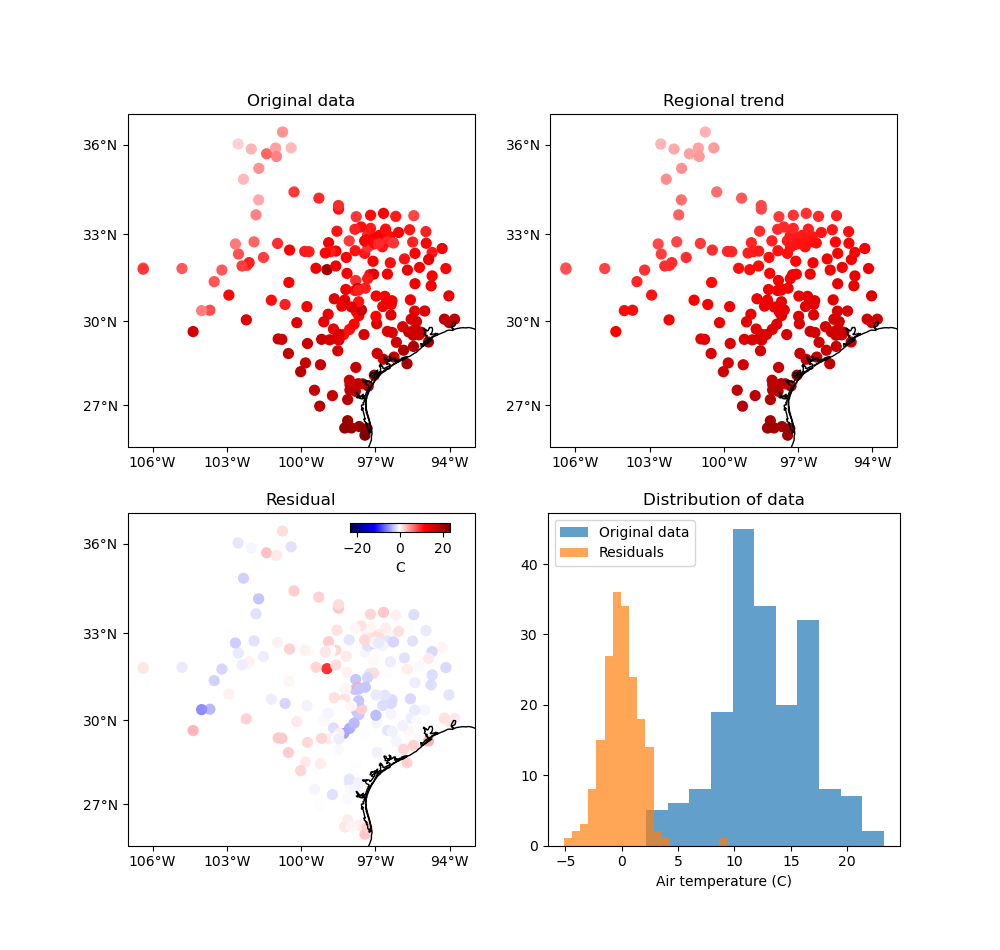 Original data
36°N
33°N
30°N
27°N
106°W 103°W 100°W 97°W 94°W
Regional trend
36°N
33°N
30°N
27°N
106°W 103°W 100°W 97°W 94°W
Residual
36°N
33°N
30°N
27°N
106°W 103°W 100°W 97°W 94°W
−20 0 20
C
Distribution of data
Original data
Residuals
40
30
20
10
0
−5 0 5 10 15 20
Air temperature (C)